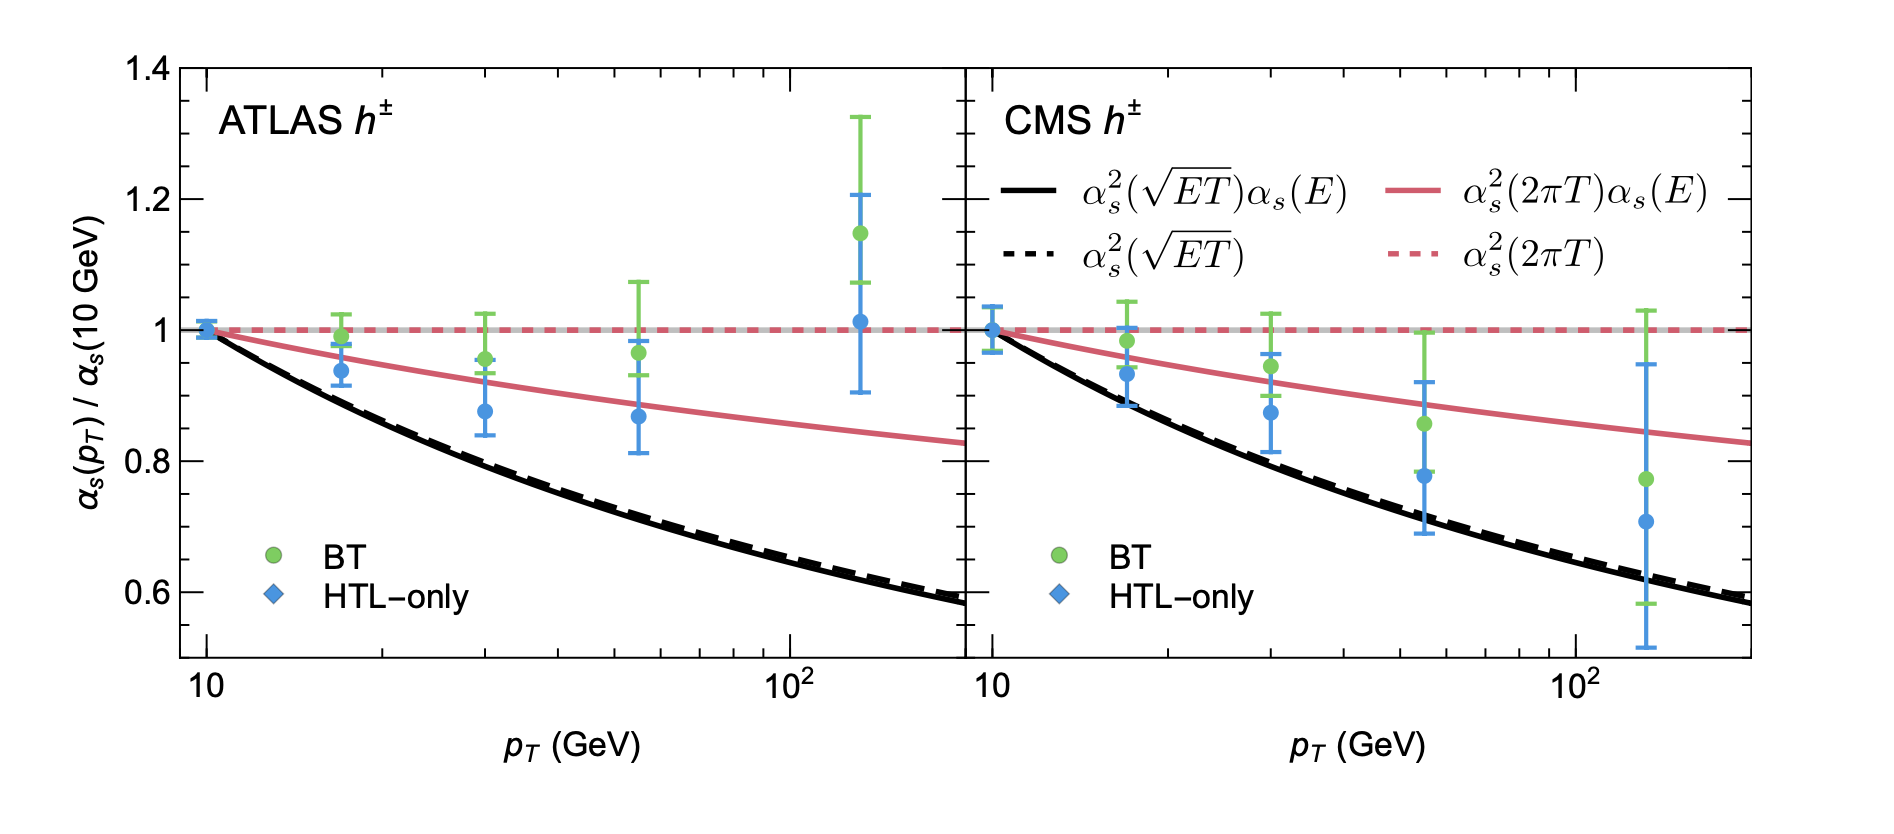 1.4
1.2
1
0.8
0.6
α_s(p_T) / α_s(10 GeV)
ATLAS h^±
BT
HTL−only
10
10²
p_T (GeV)
CMS h^±
α_s²(√ET)α_s(E)
α_s²(2πT)α_s(E)
α_s²(√ET)
α_s²(2πT)
BT
HTL−only
10
10²
p_T (GeV)